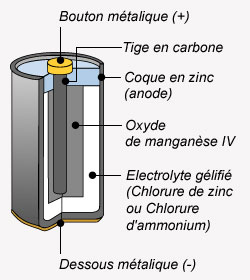 Bouton métalique (+)
Tige en carbone
Coque en zinc
(anode)
Oxyde
de manganèse IV
Electrolyte gélifié
(Chlorure de zinc
ou Chlorure
d'ammonium)
Dessous métalique (-)